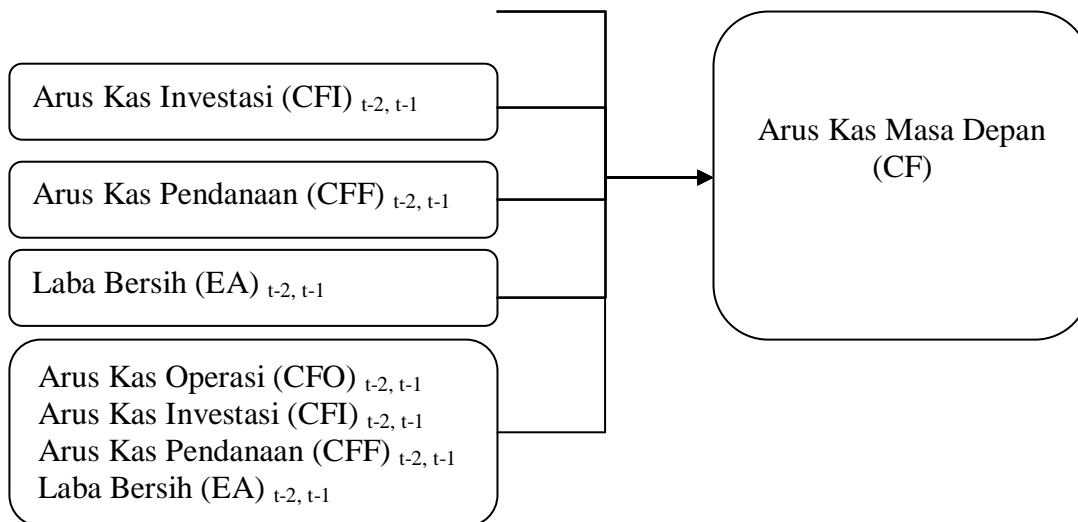 Arus Kas Investasi (CFI) t-2, t-1
Arus Kas Pendanaan (CFF) t-2, t-1
Laba Bersih (EA) t-2, t-1
Arus Kas Operasi (CFO) t-2, t-1
Arus Kas Investasi (CFI) t-2, t-1
Arus Kas Pendanaan (CFF) t-2, t-1
Laba Bersih (EA) t-2, t-1
Arus Kas Masa Depan
(CF)